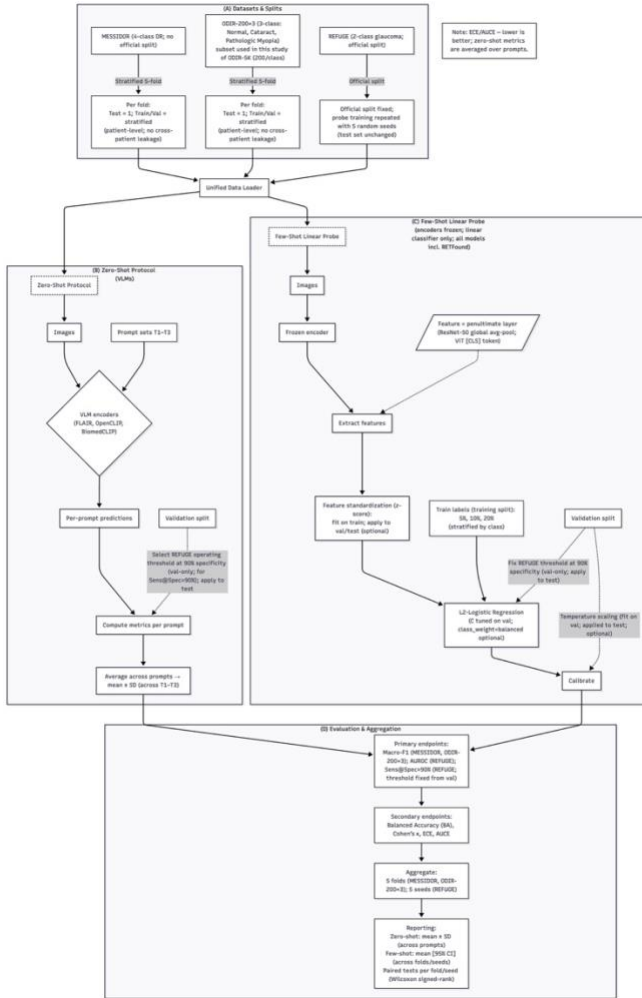 (A) Datasets & Splits
MESSIDOR (4-class DR; no
official split)
ODIR-200×3 (3-class:
Normal, Cataract,
Pathologic Myopia)
subset used in this study
of ODIR-5K (200/class)
REFUGE (2-class glaucoma;
official split)
Note: ECE/AUCE — lower is
better; zero-shot metrics
are averaged over prompts.
Stratified 5-fold
Stratified 5-fold
Official split
Per fold:
Test = 1; Train/Val =
stratified
(patient-level; no cross-
patient leakage)
Per fold:
Test = 1; Train/Val =
stratified
(patient-level; no cross-
patient leakage)
Official split fixed;
probe training repeated
with 5 random seeds
(test set unchanged)
Unified Data Loader
(B) Zero-Shot Protocol
(VLMs)
Zero-Shot Protocol
Images
Prompt sets T1–T3
VLM encoders
(FLAIR, OpenCLIP,
BiomedCLIP)
Per-prompt predictions
Validation split
Select REFUGE operating
threshold at 90% specificity
(val-only; for
Sens@Spec=90%); apply to
test
Compute metrics per prompt
Average across prompts →
mean ± SD (across T1–T3)
(C) Few-Shot Linear Probe
(encoders frozen; linear
classifier only; all models
incl. RETFound)
Few-Shot Linear Probe
Images
Frozen encoder
Feature = penultimate layer
(ResNet-50 global avg-pool;
ViT [CLS] token)
Extract features
Feature standardization (z-
score):
fit on train; apply to
val/test (optional)
Train labels (training split):
5%, 10%, 20%
(stratified by class)
Validation split
Fix REFUGE threshold at 90%
specificity (val-only; apply
to test)
L2-Logistic Regression
(C tuned on val;
class_weight=balanced
optional)
Temperature scaling (fit on
val, applied to test;
optional)
Calibrate
(D) Evaluation & Aggregation
Primary endpoints:
Macro-F1 (MESSIDOR, ODIR-
200×3); AUROC (REFUGE);
Sens@Spec=90% (REFUGE;
threshold fixed from val)
Secondary endpoints:
Balanced Accuracy (BA),
Cohen's κ, ECE, AUCE
Aggregate:
5 folds (MESSIDOR, ODIR-
200×3); 5 seeds (REFUGE)
Reporting:
Zero-shot: mean ± SD
(across prompts)
Few-shot: mean [95% CI]
(across folds/seeds)
Paired tests per fold/seed
(Wilcoxon signed-rank)